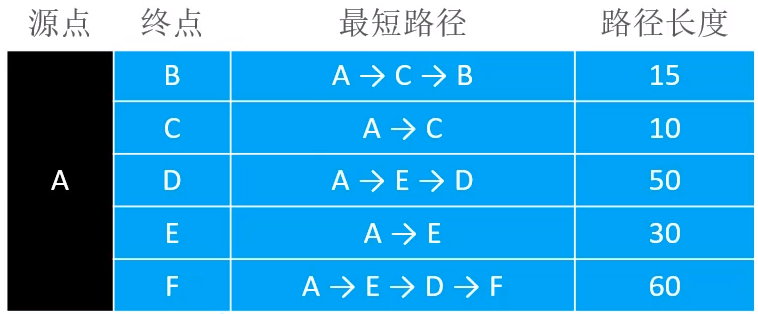 源点 终点 最短路径 路径长度
B A → C → B 15
C A → C 10
A D A → E → D 50
E A → E 30
F A → E → D → F 60